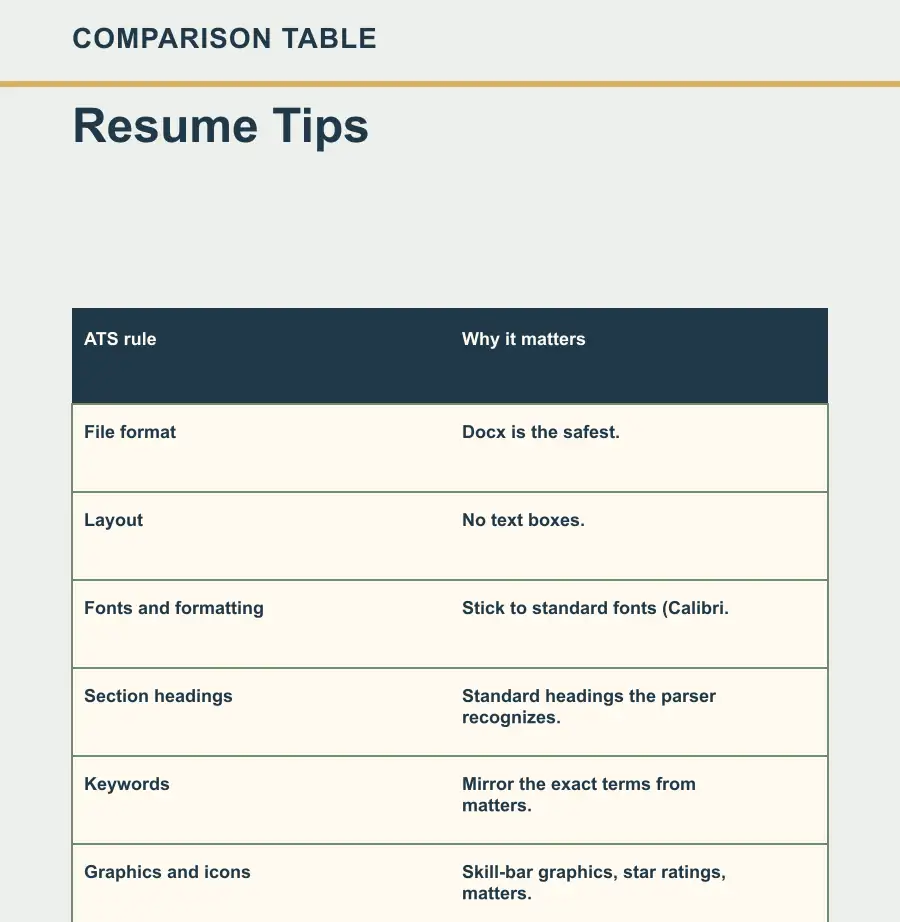 COMPARISON TABLE
Resume Tips
ATS rule
Why it matters
File format
Docx is the safest.
Layout
No text boxes.
Fonts and formatting
Stick to standard fonts (Calibri.
Section headings
Standard headings the parser
recognizes.
Keywords
Mirror the exact terms from
matters.
Graphics and icons
Skill-bar graphics, star ratings,
matters.